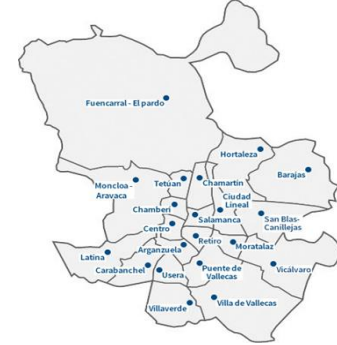 Fuencarral - El pardo
Hortaleza
Barajas
Moncloa -
Aravaca
Tetúan
Chamartín
Ciudad
Lineal
Chamberí
Salamanca
San Blas-
Canillejas
Centro
Retiro
Moratalaz
Arganzuela
Latina
Carabanchel
Usera
Puente de
Vallecas
Vicálvaro
Villaverde
Villa de Vallecas